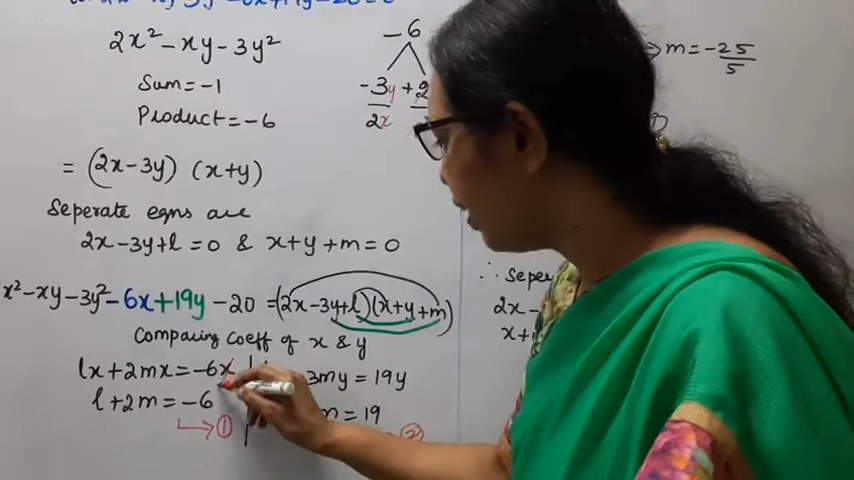 2x²-xy-3y²
Sum=-1
Product=-6
= (2x-3y) (x+y)
Seperate eqns are
2x-3y+l=0 & x+y+m=0
x²-xy-3y²-6x+19y-20=(2x-3y+l)(x+y+m)
Comparing Coeff of x & y
lx+2mx=-6x
l+2m=-6
→①
3my=19y
m=19
②
-6
-3y +2
2x
⇒m=-25/5
∴ Sepe
2x-
x+